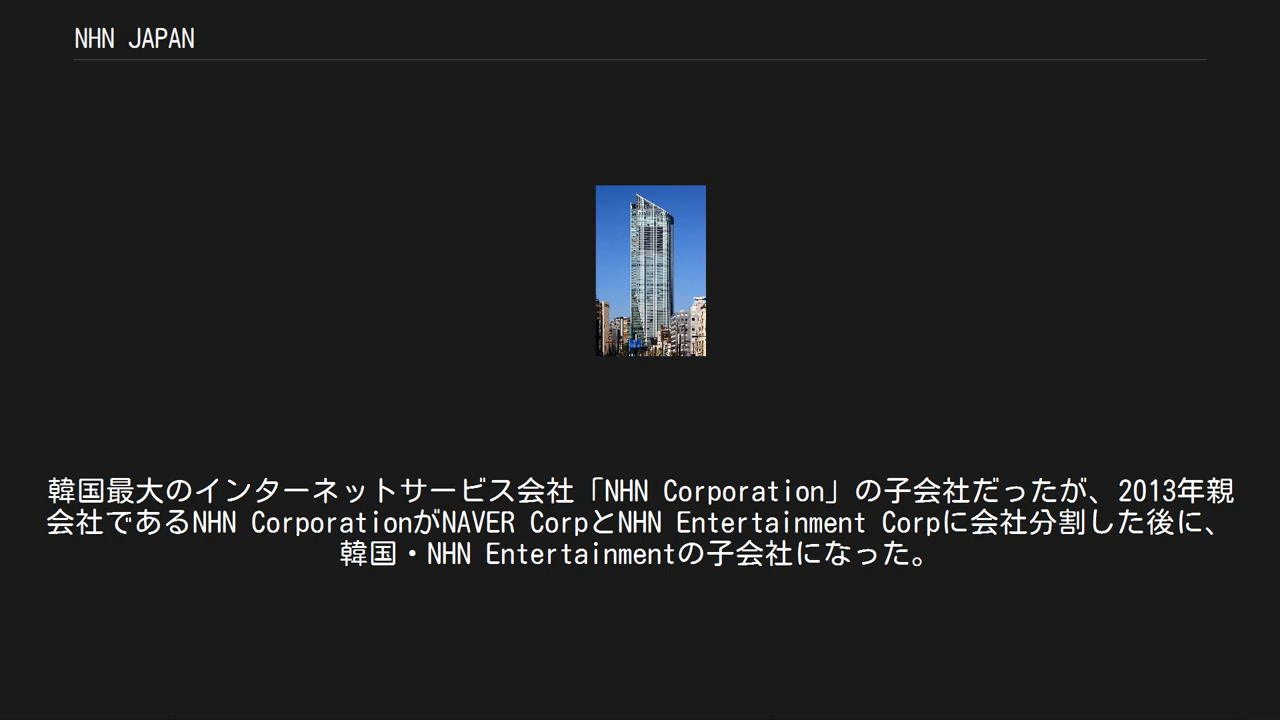 NHN JAPAN
韓国最大のインターネットサービス会社「NHN Corporation」の子会社だったが、2013年親
会社であるNHN CorporationがNAVER CorpとNHN Entertainment Corpに会社分割した後に、
韓国・NHN Entertainmentの子会社になった。